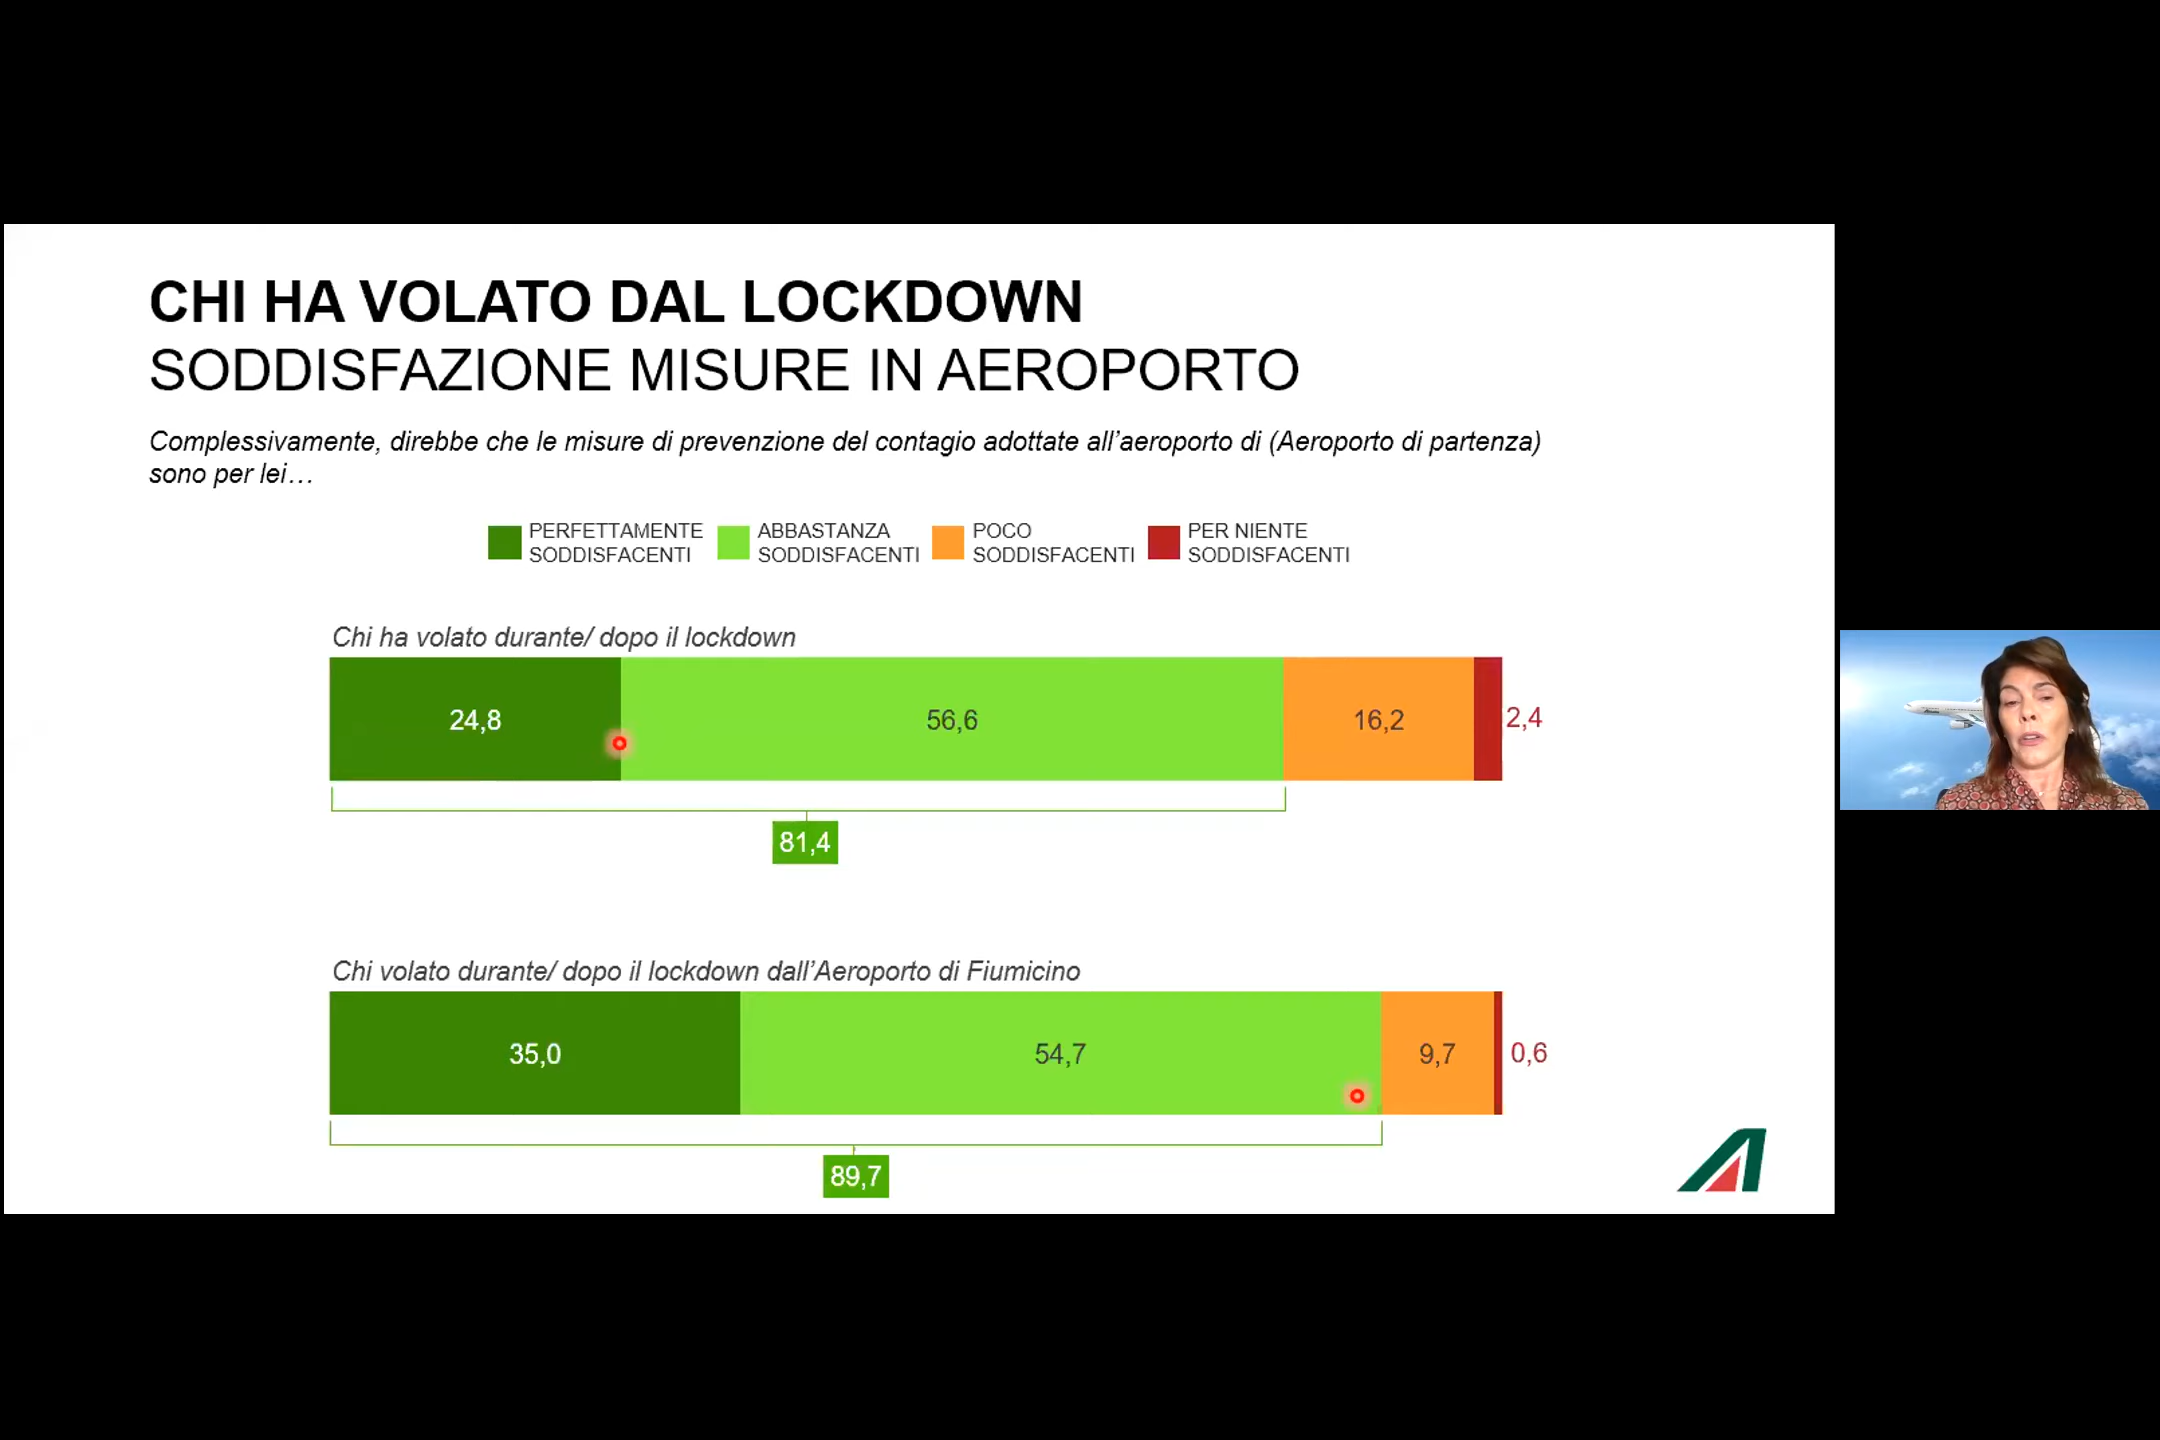 CHI HA VOLATO DAL LOCKDOWN
SODDISFAZIONE MISURE IN AEROPORTO
Complessivamente, direbbe che le misure di prevenzione del contagio adottate all’aeroporto di (Aeroporto di partenza)
sono per lei…
PERFETTAMENTE
SODDISFACENTI
ABBASTANZA
SODDISFACENTI
POCO
SODDISFACENTI
PER NIENTE
SODDISFACENTI
Chi ha volato durante/ dopo il lockdown
24,8
56,6
16,2
2,4
81,4
Chi volato durante/ dopo il lockdown dall’Aeroporto di Fiumicino
35,0
54,7
9,7
0,6
89,7